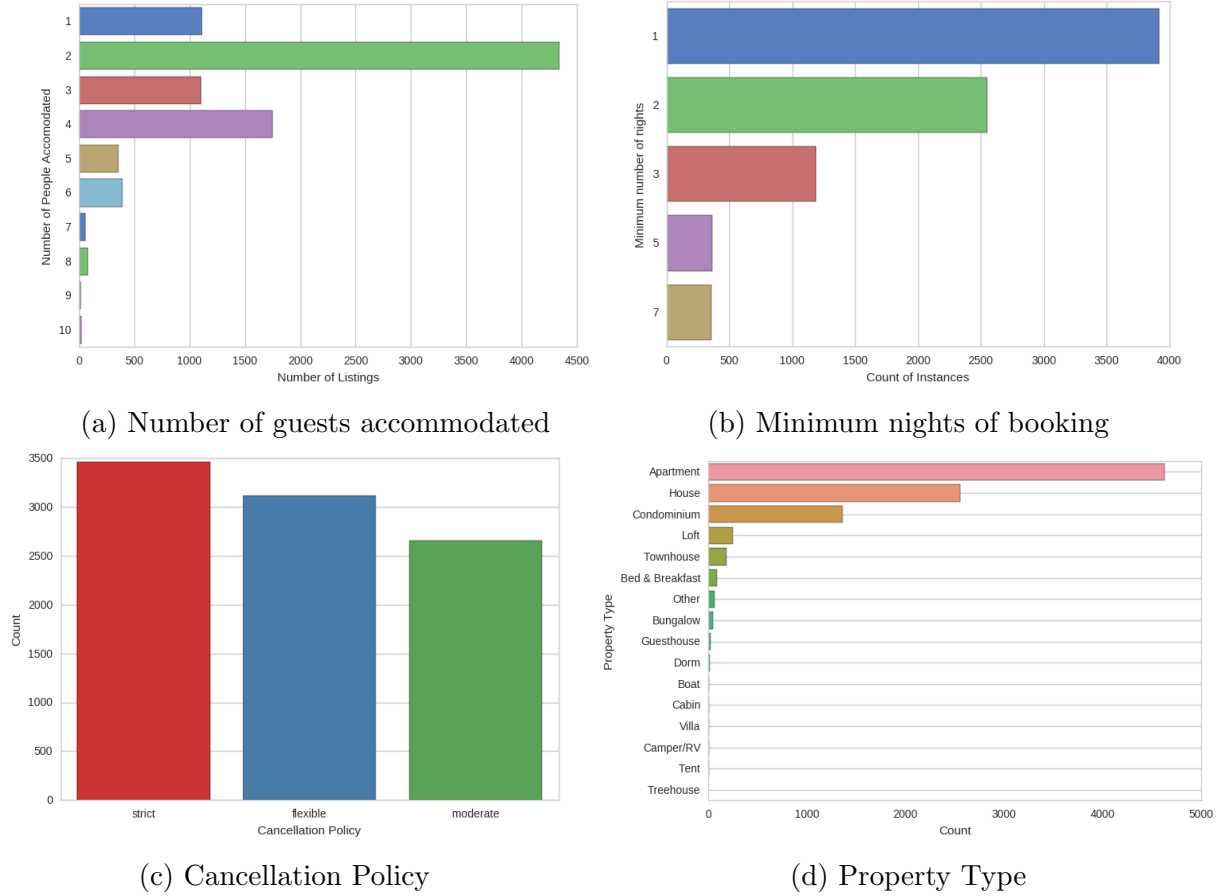 1
2
3
4
5
6
7
8
9
10
Number of People Accomodated
0 500 1000 1500 2000 2500 3000 3500 4000 4500
Number of Listings
(a) Number of guests accommodated
1
2
3
5
7
Minimum number of nights
0 500 1000 1500 2000 2500 3000 3500 4000
Count of Instances
(b) Minimum nights of booking
3500
3000
2500
2000
1500
1000
500
0
Count
strict flexible moderate
Cancellation Policy
(c) Cancellation Policy
Apartment
House
Condominium
Loft
Townhouse
Bed & Breakfast
Other
Bungalow
Guesthouse
Dorm
Boat
Cabin
Villa
Camper/RV
Tent
Treehouse
Property Type
0 1000 2000 3000 4000 5000
Count
(d) Property Type